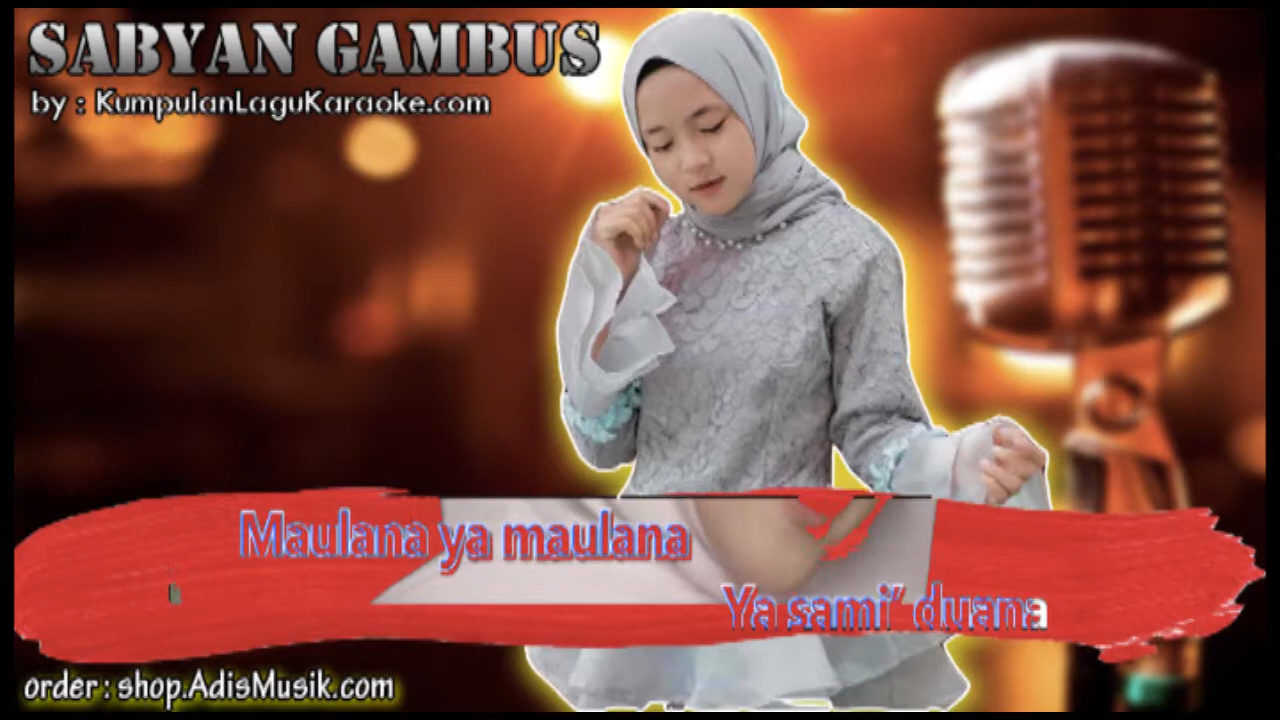 SABYAN GAMBUS
by : KumpulanLaguKaraoke.com
Maulana ya maulana
Ya sami' duana
order : shop.AdisMusik.com